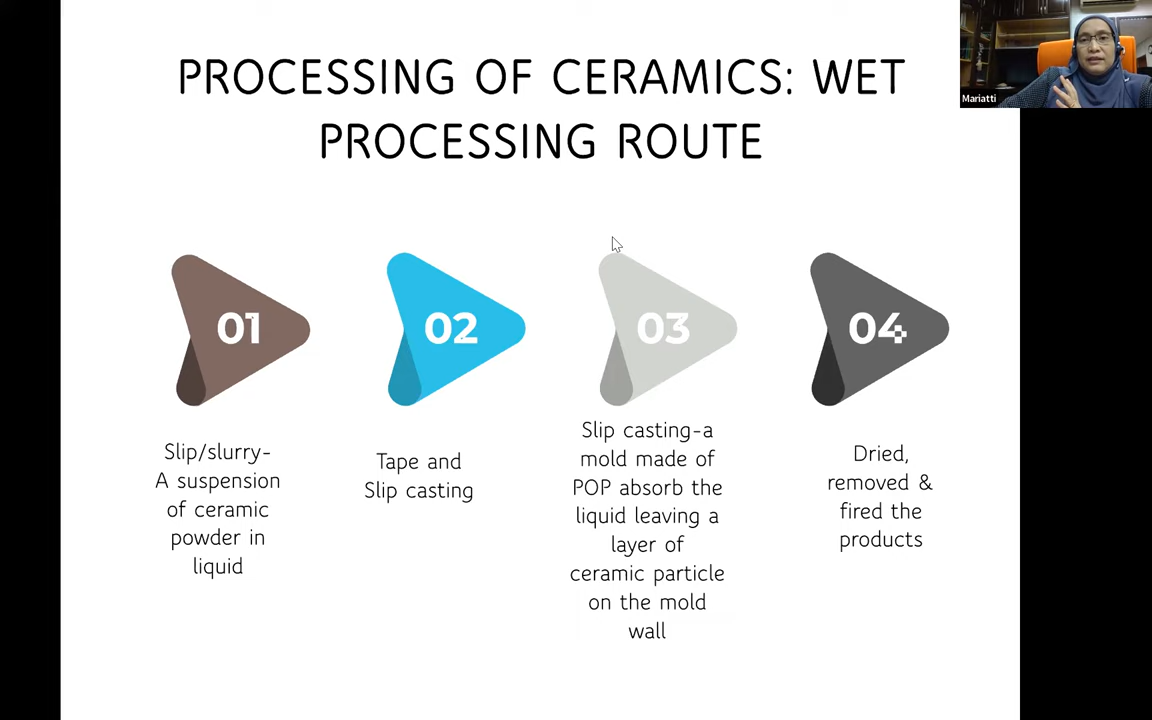 PROCESSING OF CERAMICS: WET
PROCESSING ROUTE
Mariatti
01
Slip/slurry-
A suspension
of ceramic
powder in
liquid
02
Tape and
Slip casting
03
Slip casting-a
mold made of
POP absorb the
liquid leaving a
layer of
ceramic particle
on the mold
wall
04
Dried,
removed &
fired the
products